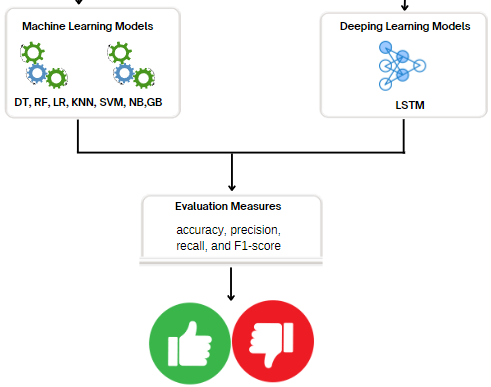 Machine Learning Models
DT, RF, LR, KNN, SVM, NB,GB
Deeping Learning Models
LSTM
Evaluation Measures
accuracy, precision,
recall, and F1-score